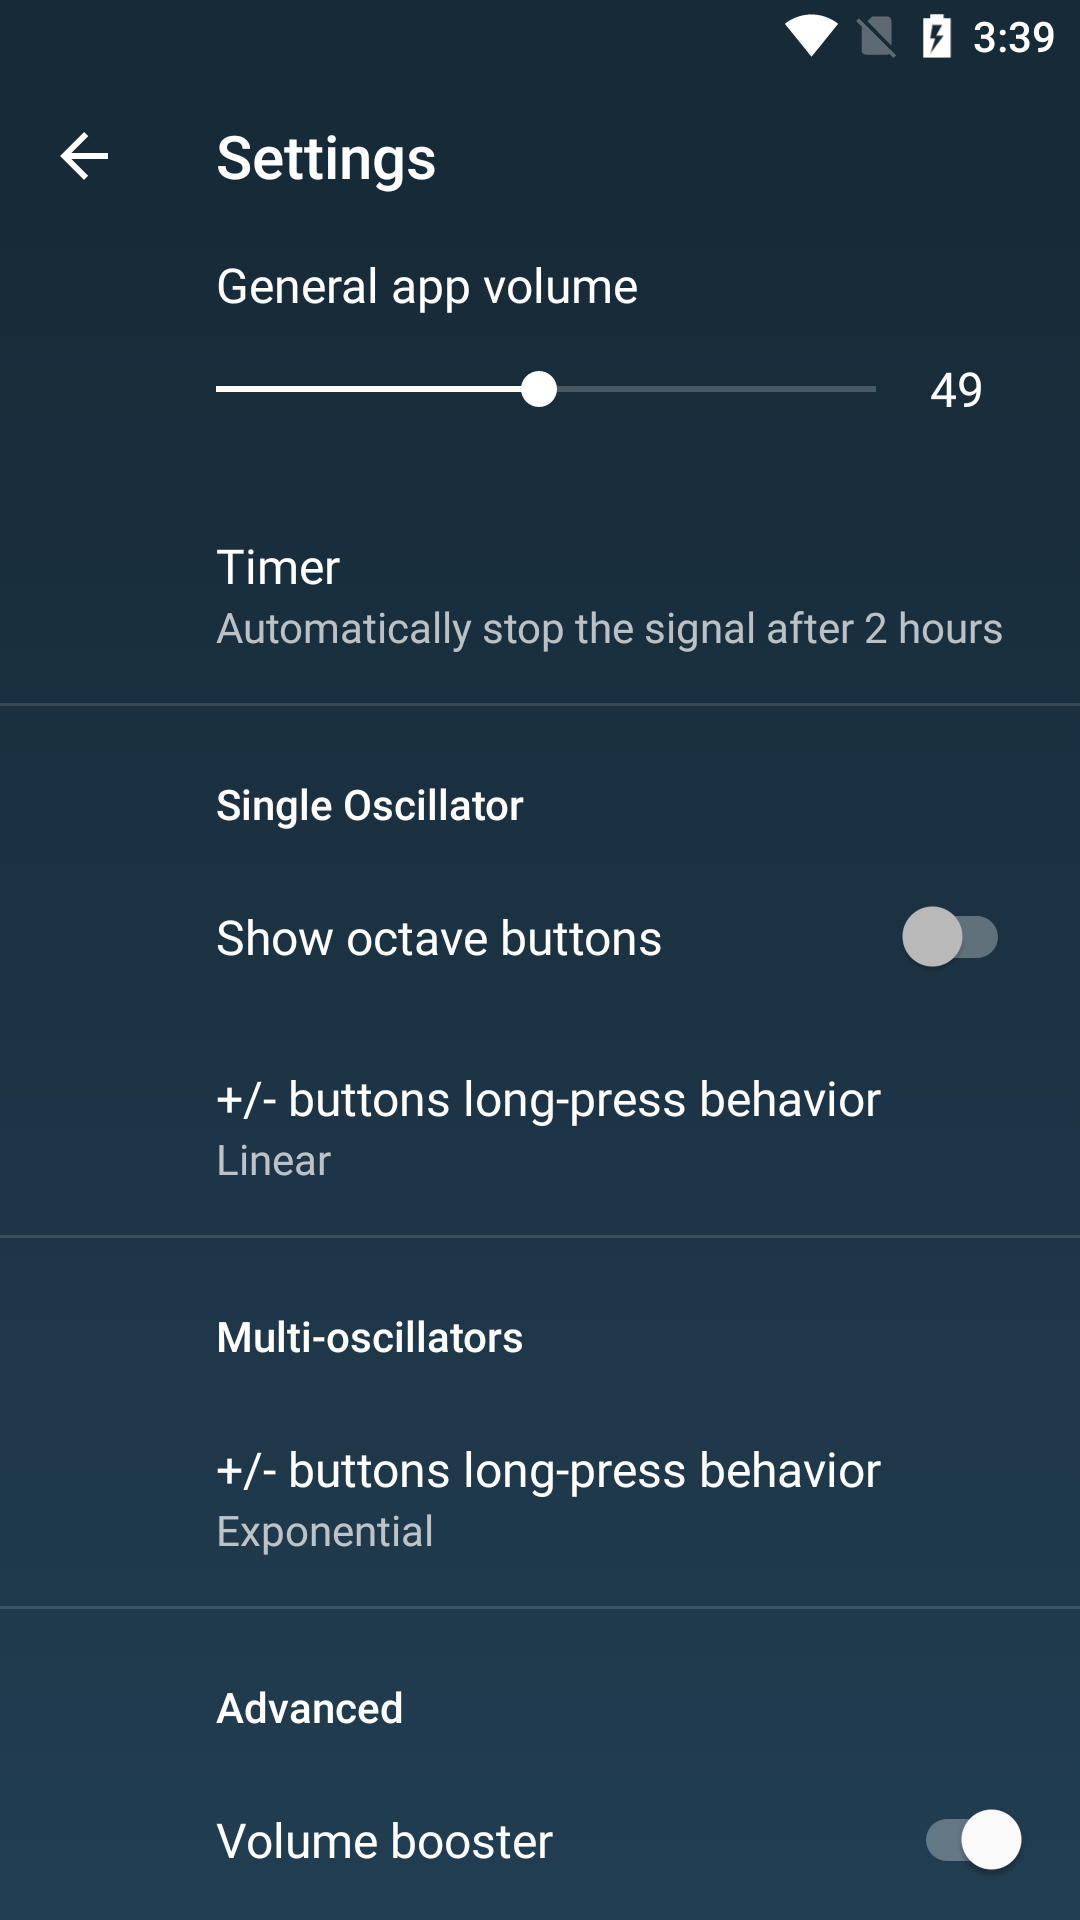 3:39
Settings
General app volume
49
Timer
Automatically stop the signal after 2 hours
Single Oscillator
Show octave buttons
+/- buttons long-press behavior
Linear
Multi-oscillators
+/- buttons long-press behavior
Exponential
Advanced
Volume booster